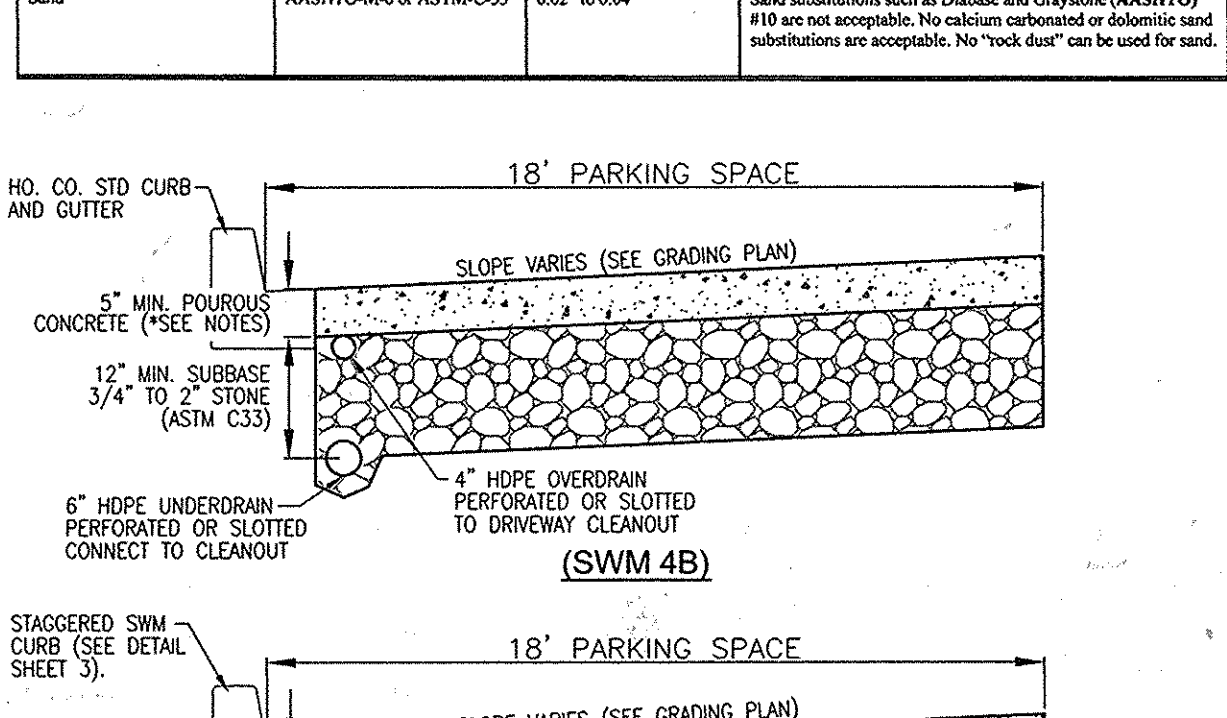 Sand AASHTO-M-6 or ASTM-C-33 0.02" to 0.04" Sand substitutions such as Diabase and Graystone (AASHTO)
#10 are not acceptable. No calcium carbonated or dolomitic sand
substitutions are acceptable. No "rock dust" can be used for sand.
18' PARKING SPACE
HO. CO. STD CURB
AND GUTTER
SLOPE VARIES (SEE GRADING PLAN)
5" MIN. POUROUS
CONCRETE (*SEE NOTES)
12" MIN. SUBBASE
3/4" TO 2" STONE
(ASTM C33)
6" HDPE UNDERDRAIN
PERFORATED OR SLOTTED
CONNECT TO CLEANOUT
4" HDPE OVERDRAIN
PERFORATED OR SLOTTED
TO DRIVEWAY CLEANOUT
(SWM 4B)
STAGGERED SWM
CURB (SEE DETAIL
SHEET 3).
18' PARKING SPACE
SLOPE VARIES (SEE GRADING PLAN)